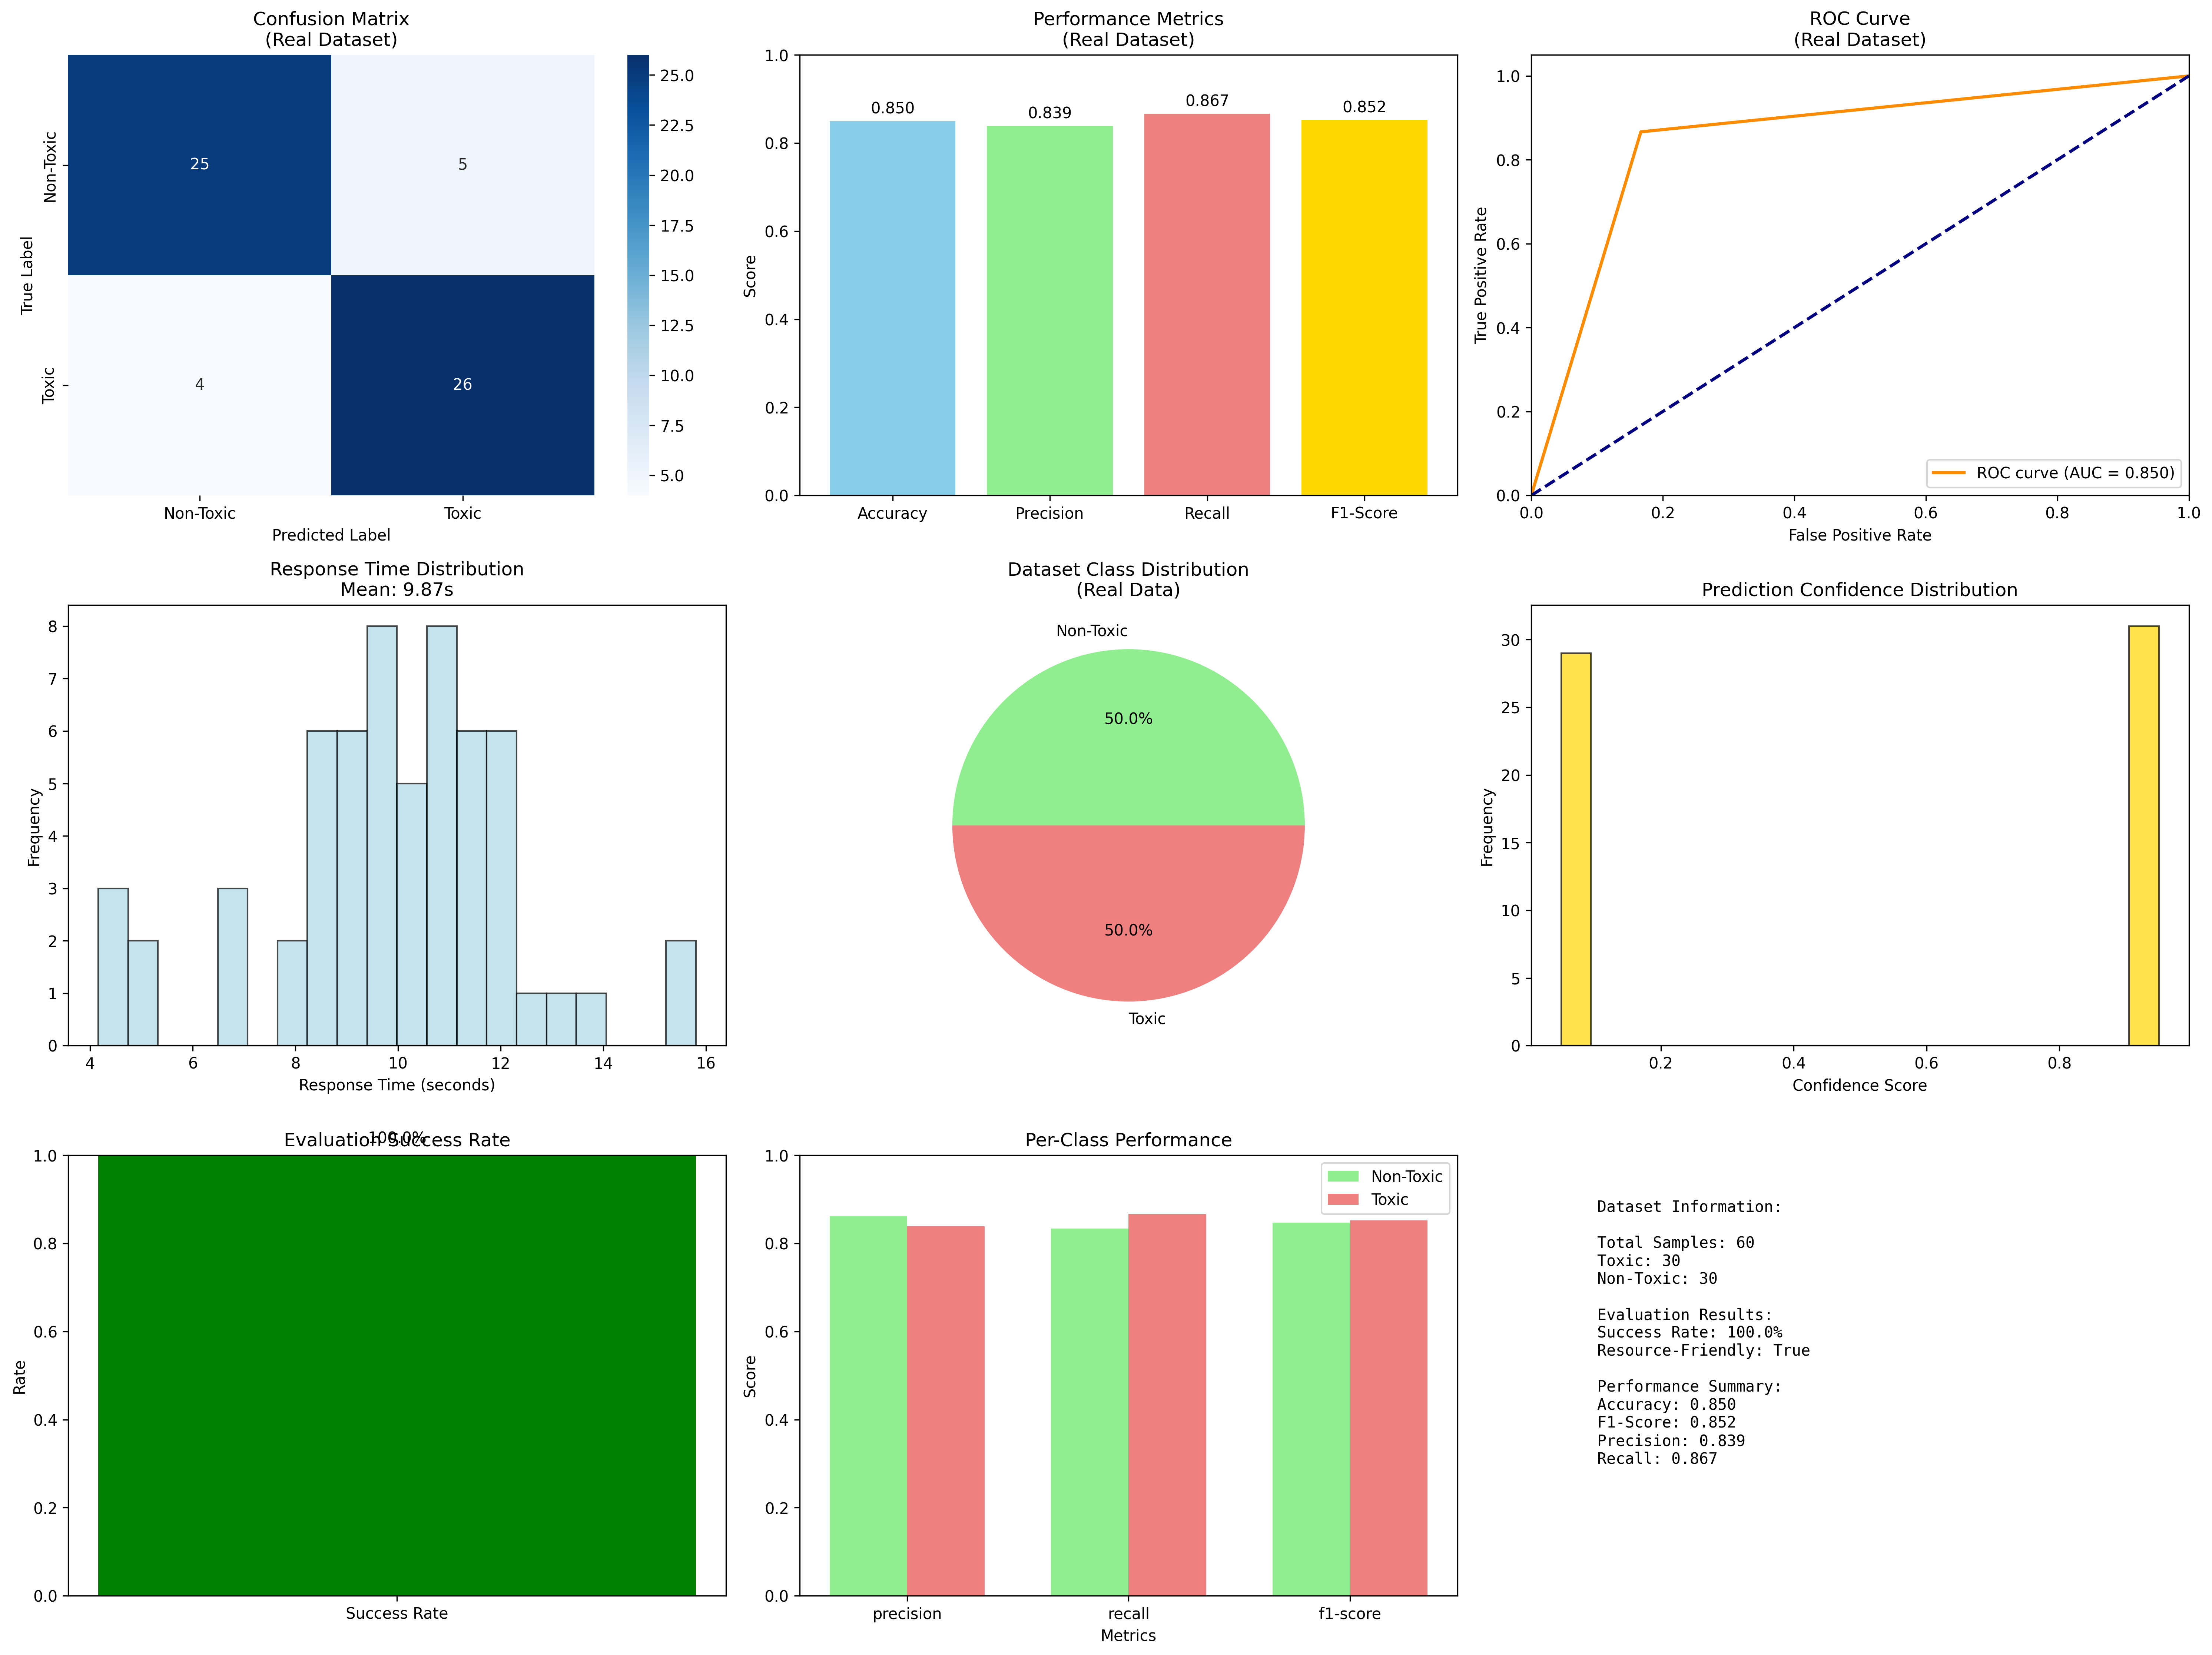 Confusion Matrix
(Real Dataset)
25.0
22.5
20.0
17.5
15.0
12.5
10.0
7.5
5.0
Non-Toxic
Toxic
True Label
25
5
4
26
Non-Toxic
Toxic
Predicted Label
Performance Metrics
(Real Dataset)
1.0
0.8
0.6
0.4
0.2
0.0
Score
0.850
0.839
0.867
0.852
Accuracy
Precision
Recall
F1-Score
ROC Curve
(Real Dataset)
1.0
0.8
0.6
0.4
0.2
0.0
True Positive Rate
ROC curve (AUC = 0.850)
0.0
0.2
0.4
0.6
0.8
1.0
False Positive Rate
Response Time Distribution
Mean: 9.87s
8
7
6
5
4
3
2
1
0
Frequency
4
6
8
10
12
14
16
Response Time (seconds)
Dataset Class Distribution
(Real Data)
Non-Toxic
50.0%
50.0%
Toxic
Prediction Confidence Distribution
30
25
20
15
10
5
0
Frequency
0.2
0.4
0.6
0.8
Confidence Score
Evaluation Success Rate
100.0%
1.0
0.8
0.6
0.4
0.2
0.0
Rate
Success Rate
Per-Class Performance
1.0
0.8
0.6
0.4
0.2
0.0
Score
Non-Toxic
Toxic
precision
recall
f1-score
Metrics
Dataset Information:
Total Samples: 60
Toxic: 30
Non-Toxic: 30
Evaluation Results:
Success Rate: 100.0%
Resource-Friendly: True
Performance Summary:
Accuracy: 0.850
F1-Score: 0.852
Precision: 0.839
Recall: 0.867